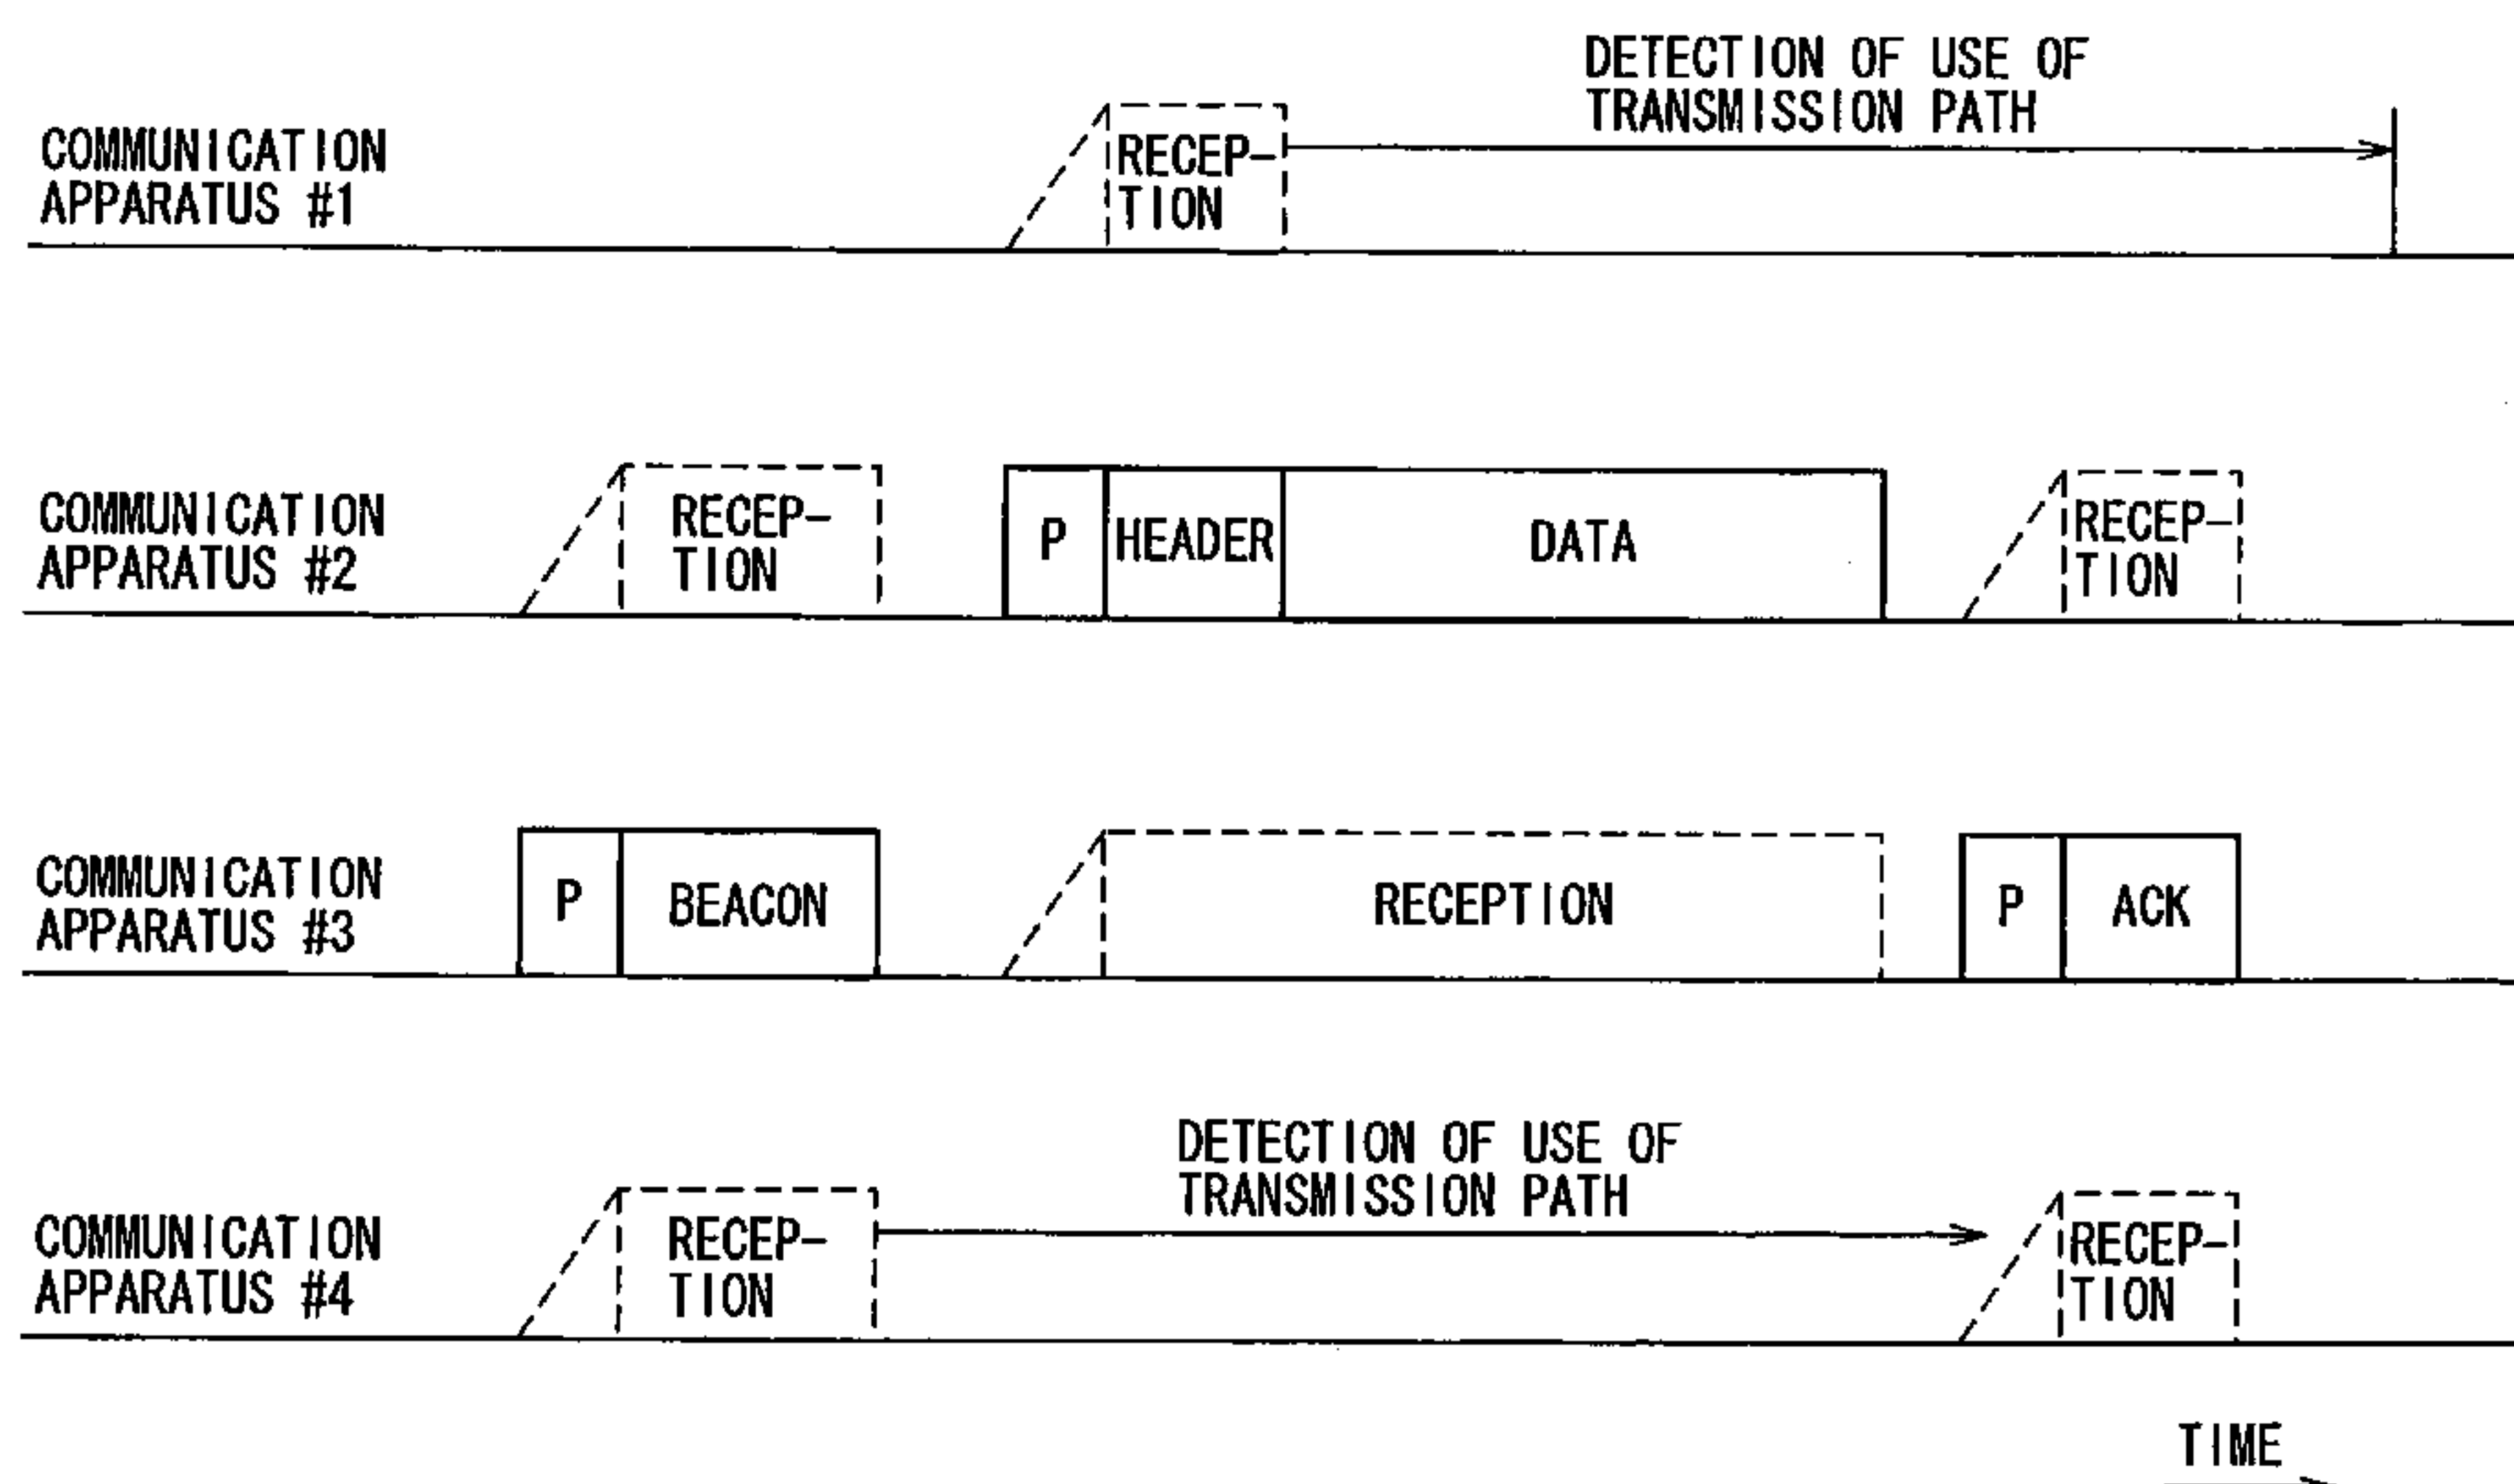 DETECTION OF USE OF
TRANSMISSION PATH
COMMUNICATION
APPARATUS #1
RECEP-
TION
COMMUNICATION
APPARATUS #2
RECEP-
TION
P
HEADER
DATA
RECEP-
TION
COMMUNICATION
APPARATUS #3
P
BEACON
RECEPTION
P
ACK
DETECTION OF USE OF
TRANSMISSION PATH
COMMUNICATION
APPARATUS #4
RECEP-
TION
RECEP-
TION
TIME